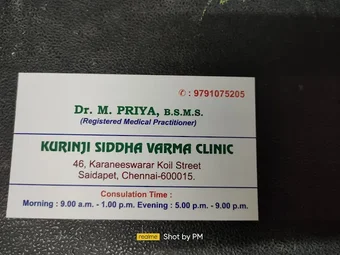 ✆ : 9791075205
Dr. M. PRIYA, B.S.M.S.
(Registered Medical Practitioner)
KURINJI SIDDHA VARMA CLINIC
46, Karaneeswarar Koil Street
Saidapet, Chennai-600015.
Consulation Time :
Morning : 9.00 a.m. - 1.00 p.m. Evening : 5.00 p.m. - 9.00 p.m.
realme Shot by PM